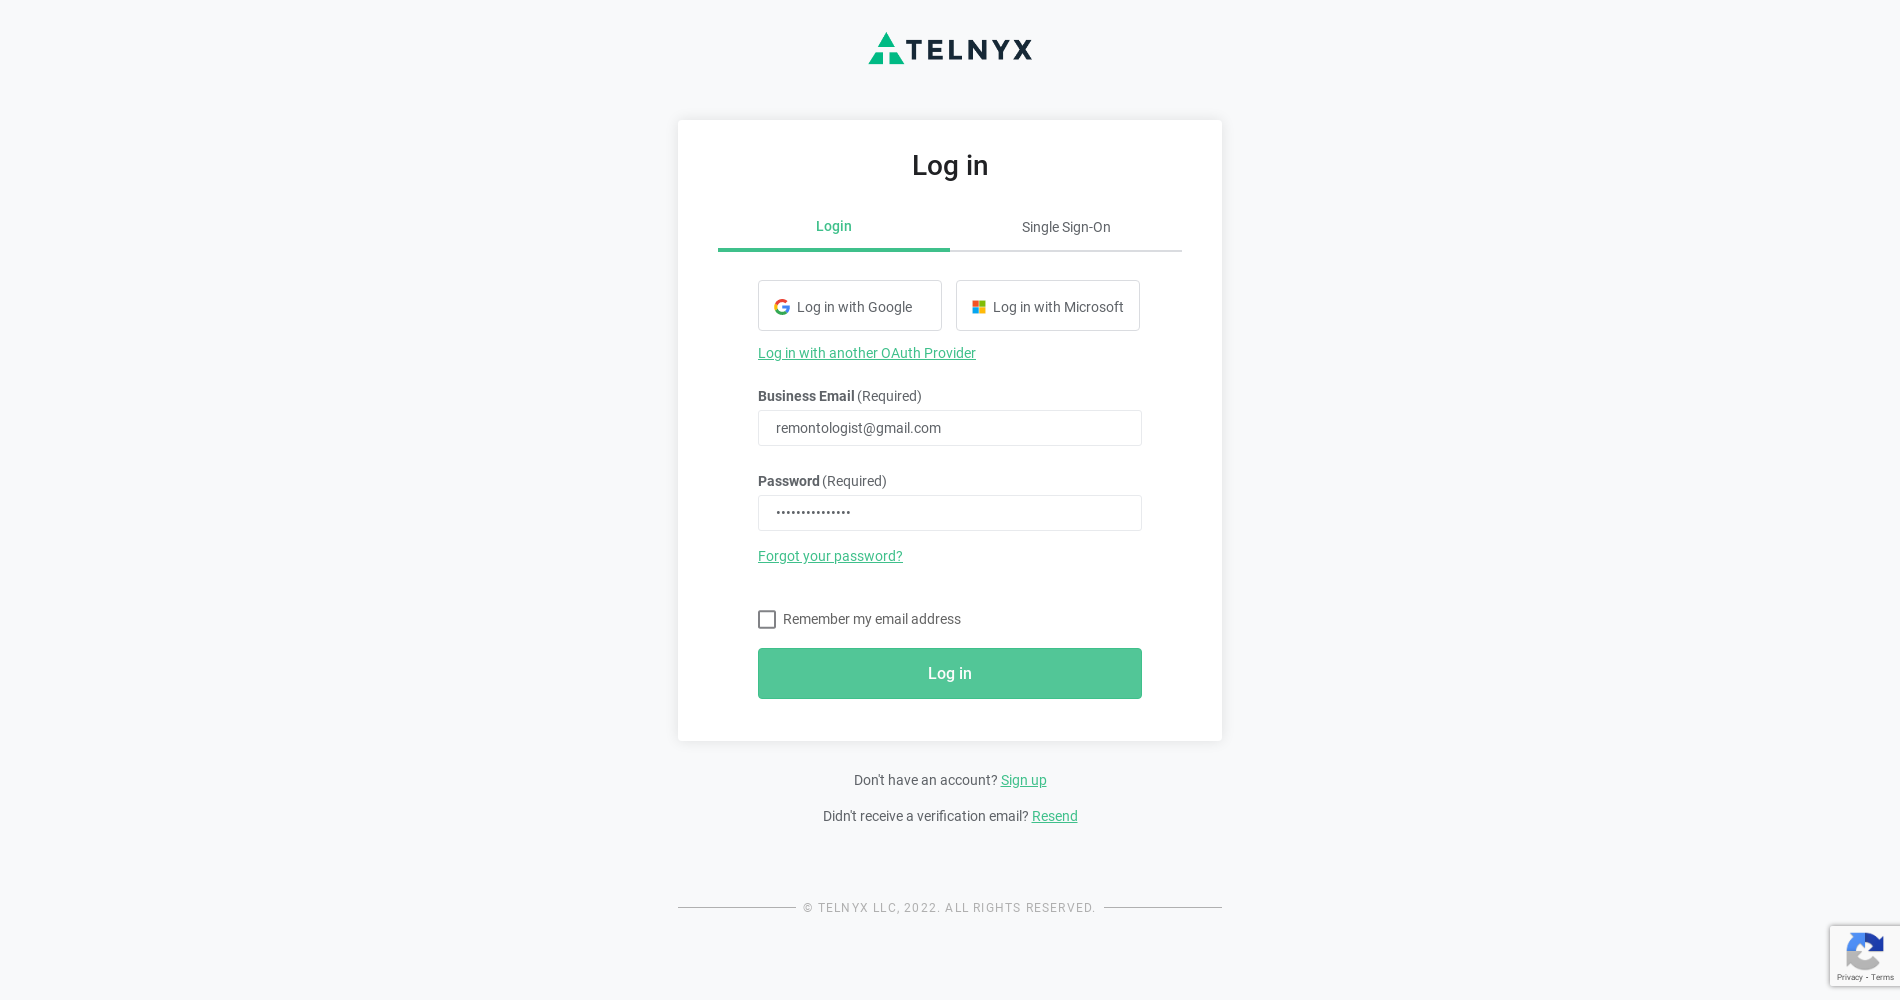 TELNYX
Log in
Login
Single Sign-On
Log in with Google
Log in with Microsoft
Log in with another OAuth Provider
Business Email (Required)
remontologist@gmail.com
Password (Required)
•••••••••••••••
Forgot your password?
Remember my email address
Log in
Don't have an account? Sign up
Didn't receive a verification email? Resend
© TELNYX LLC, 2022. ALL RIGHTS RESERVED.
Privacy - Terms